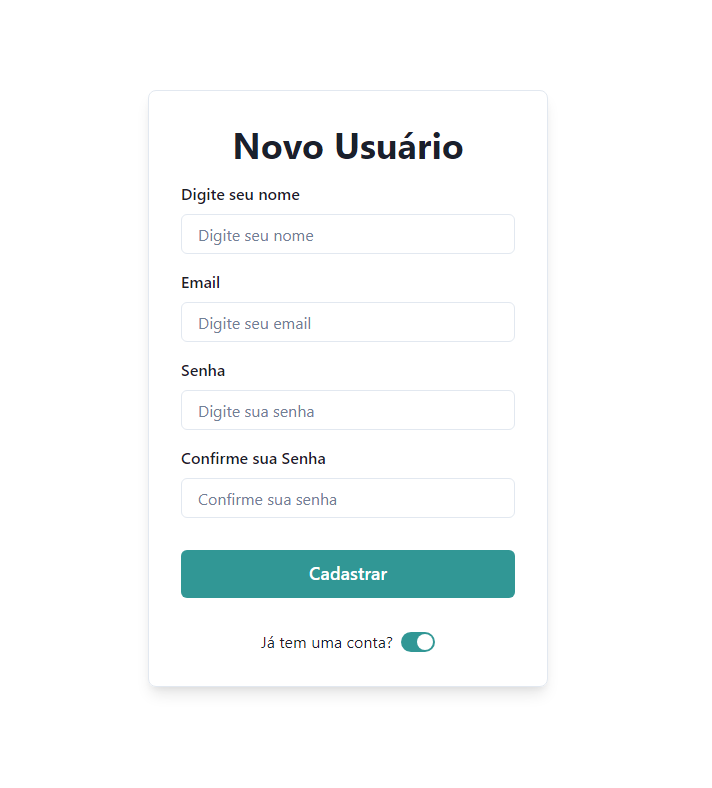 Novo Usuário
Digite seu nome
Digite seu nome
Email
Digite seu email
Senha
Digite sua senha
Confirme sua Senha
Confirme sua senha
Cadastrar
Já tem uma conta?